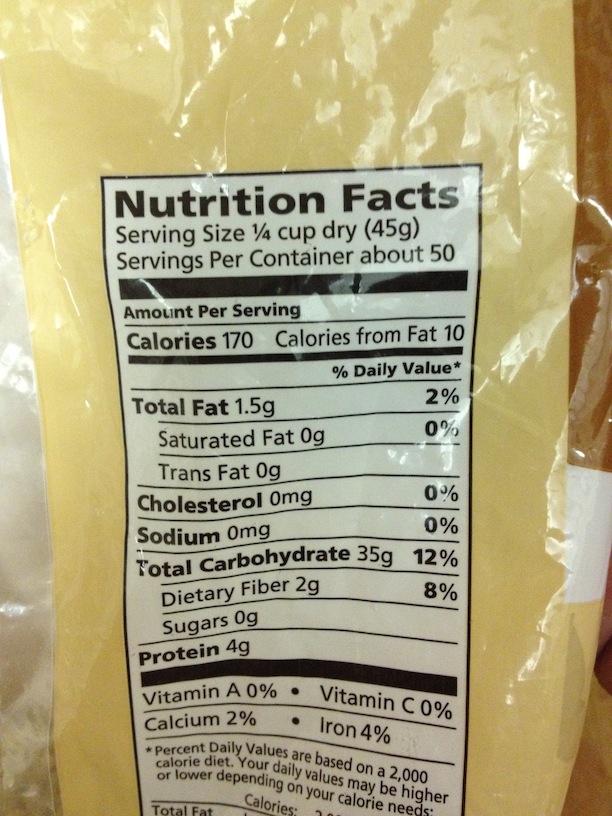 Nutrition Facts
Serving Size ¼ cup dry (45g)
Servings Per Container about 50
Amount Per Serving
Calories 170 Calories from Fat 10
% Daily Value*
Total Fat 1.5g 2%
Saturated Fat 0g 0%
Trans Fat 0g
Cholesterol 0mg 0%
Sodium 0mg 0%
Total Carbohydrate 35g 12%
Dietary Fiber 2g 8%
Sugars 0g
Protein 4g
Vitamin A 0% • Vitamin C 0%
Calcium 2% • Iron 4%
*Percent Daily Values are based on a 2,000
calorie diet. Your daily values may be higher
or lower depending on your calorie needs:
Calories:
Total Fat